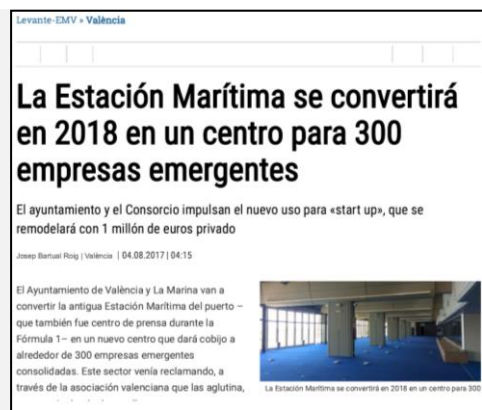 Levante-EMV » València
La Estación Marítima se convertirá
en 2018 en un centro para 300
empresas emergentes
El ayuntamiento y el Consorcio impulsan el nuevo uso para «start up», que se
remodelará con 1 millón de euros privado
Josep Bartual Roig | València | 04.08.2017 | 04:15
El Ayuntamiento de València y La Marina van a
convertir la antigua Estación Marítima del puerto –
que también fue centro de prensa durante la
Fórmula 1– en un nuevo centro que dará cobijo a
alrededor de 300 empresas emergentes
consolidadas. Este sector venía reclamando, a
través de la asociación valenciana que las aglutina,
La Estación Marítima se convertirá en 2018 en un centro para 300